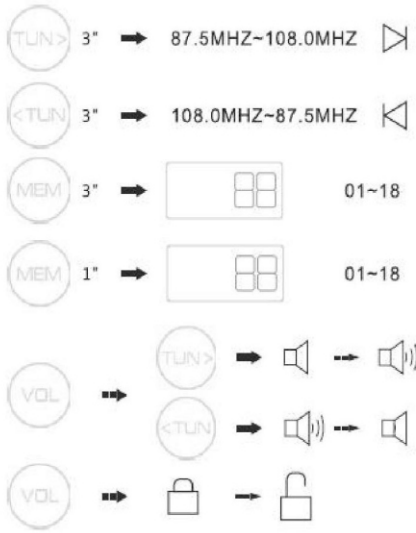 TUN> 3" 87.5MHZ~108.0MHZ
<TUN 3" 108.0MHZ~87.5MHZ
MEM 3" 01~18
MEM 1" 01~18
TUN>
VOL
<TUN
VOL